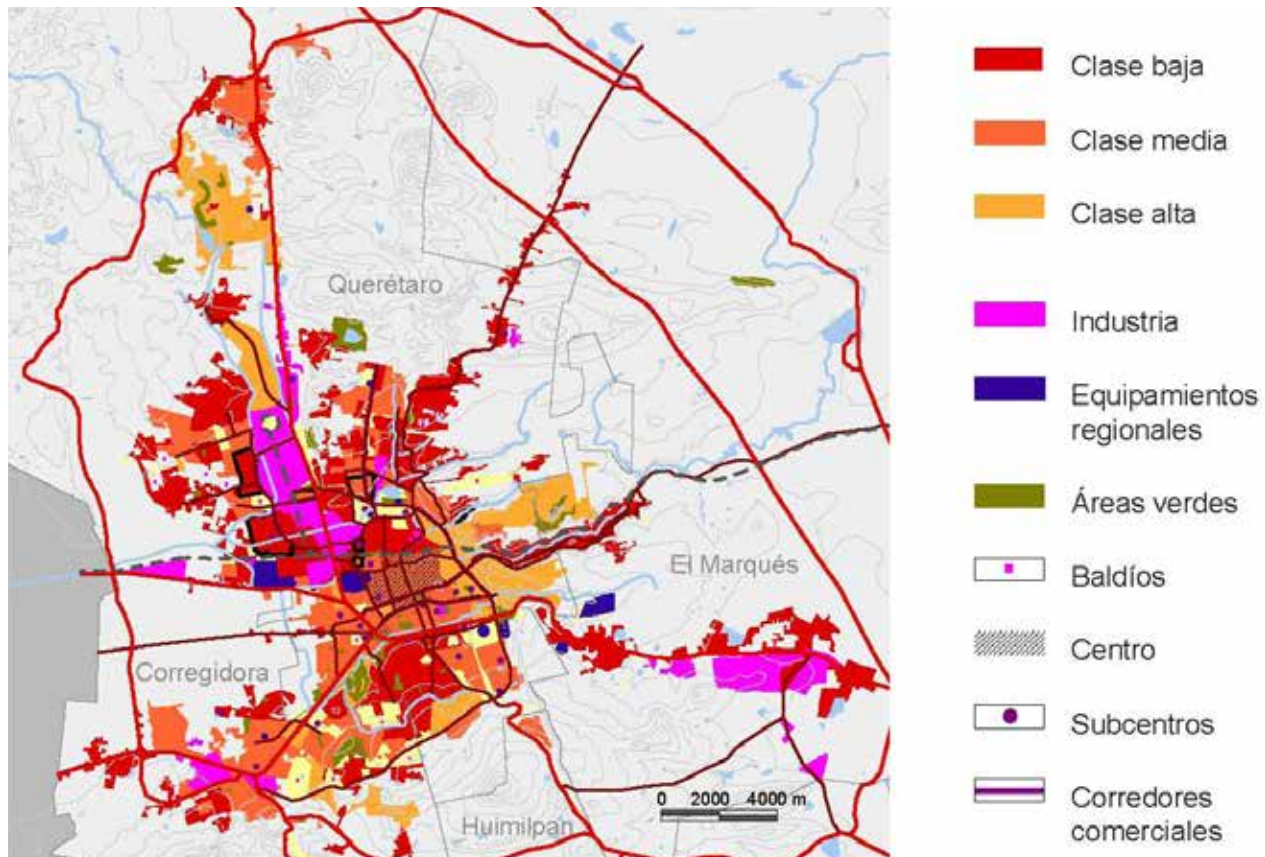 Querétaro
El Marqués
Corregidora
Huimilpan
0 2000 4000 m
Clase baja
Clase media
Clase alta
Industria
Equipamientos
regionales
Áreas verdes
Baldíos
Centro
Subcentros
Corredores
comerciales